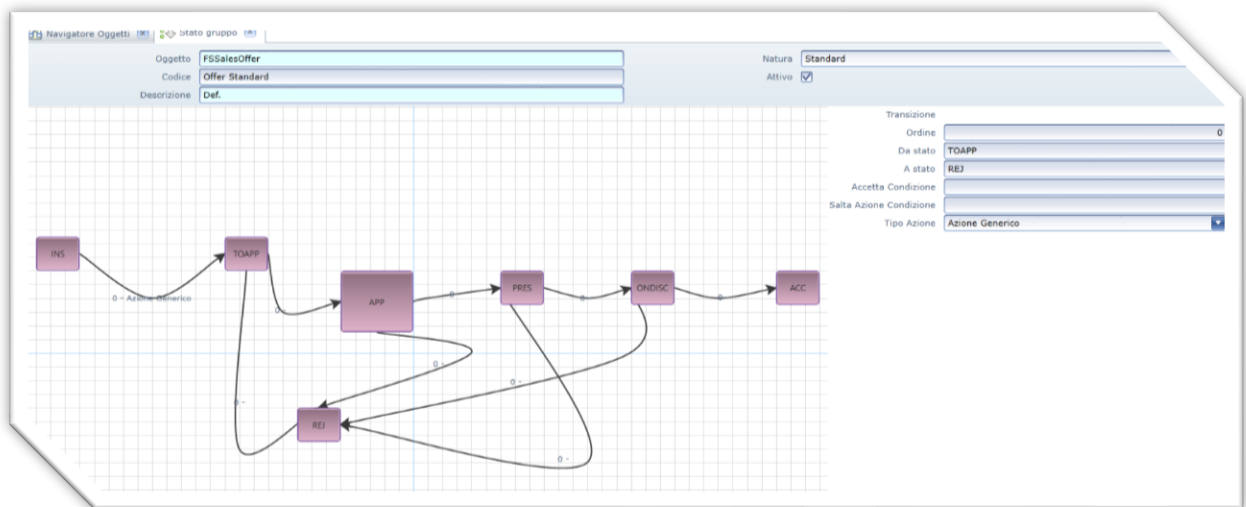 Navigatore Oggetti
Stato gruppo
Oggetto FSSalesOffer
Natura Standard
Codice Offer Standard
Attivo
Descrizione Def.
Transizione
Ordine 0
Da stato TOAPP
A stato REJ
Accetta Condizione
Salta Azione Condizione
Tipo Azione Azione Generico
INS
TOAPP
APP
PRES
ONDISC
ACC
0 - Azione Generico
0
0
0
0
0 -
0 -
0 -
REJ
0 -